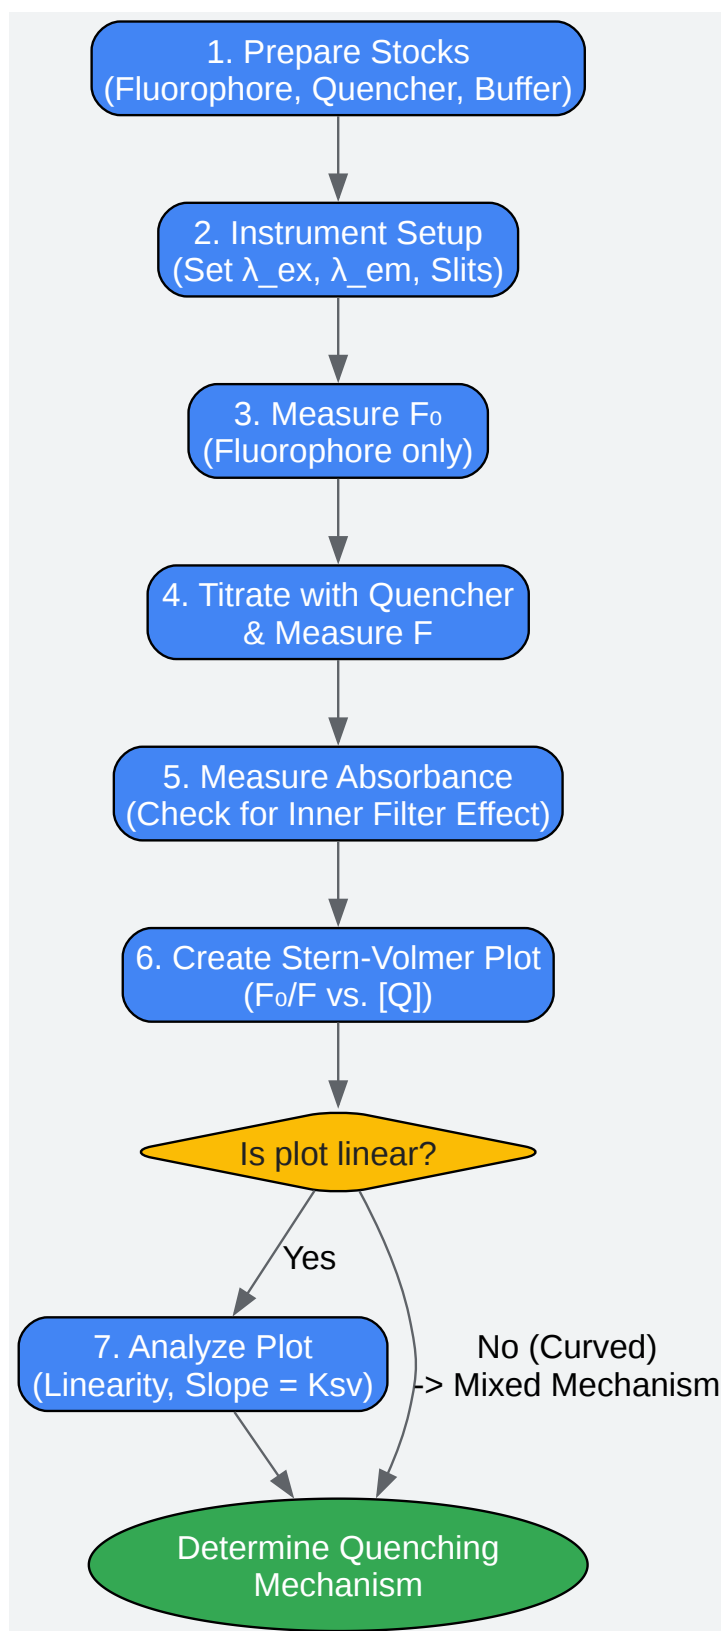 1. Prepare Stocks
(Fluorophore, Quencher, Buffer)
2. Instrument Setup
(Set λ_ex, λ_em, Slits)
3. Measure F₀
(Fluorophore only)
4. Titrate with Quencher
& Measure F
5. Measure Absorbance
(Check for Inner Filter Effect)
6. Create Stern-Volmer Plot
(F₀/F vs. [Q])
Is plot linear?
Yes
7. Analyze Plot
(Linearity, Slope = Ksv)
No (Curved)
-> Mixed Mechanism
Determine Quenching
Mechanism